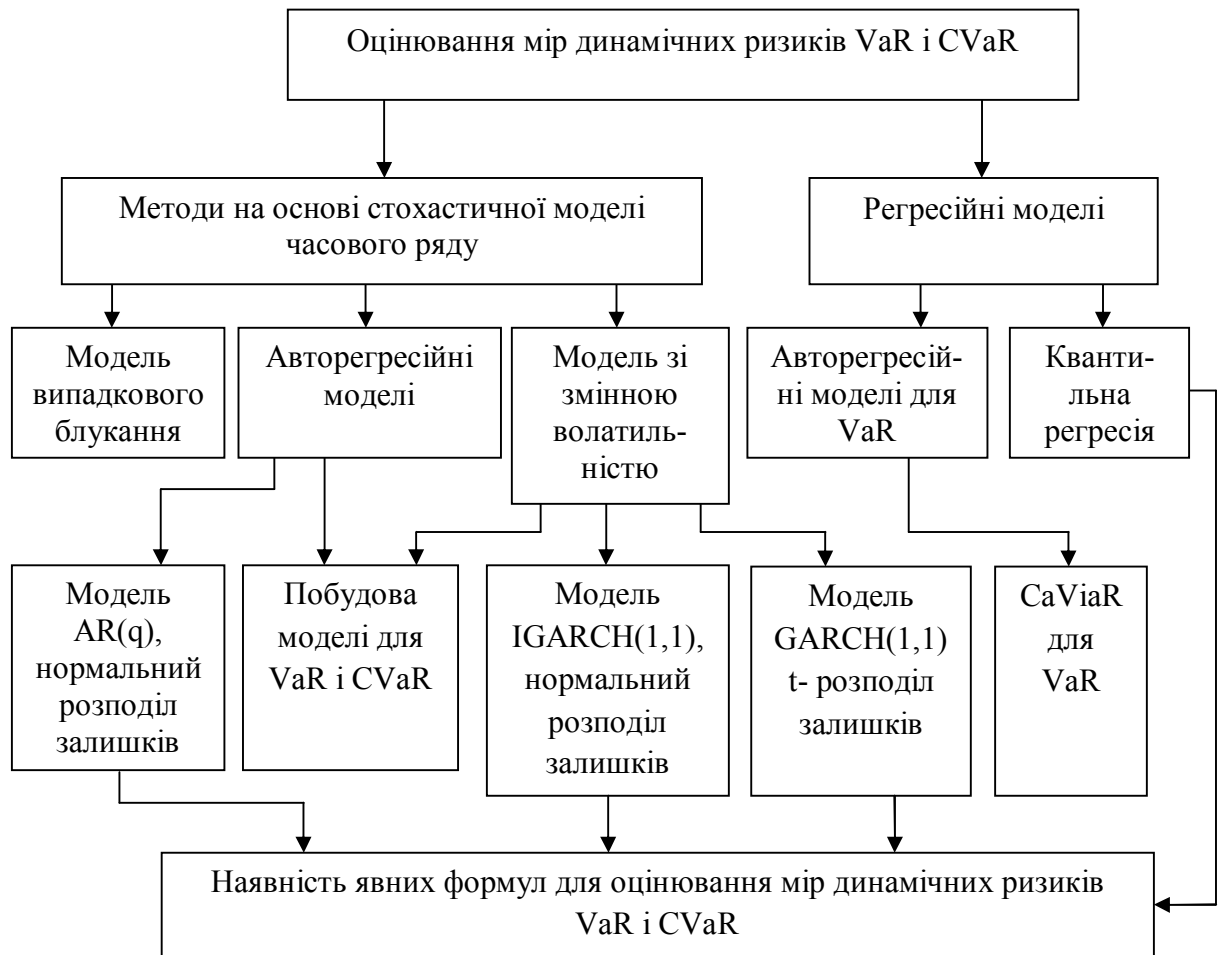 Оцінювання мір динамічних ризиків VaR і CVaR
Методи на основі стохастичної моделі
часового ряду
Регресійні моделі
Модель
випадкового
блукання
Авторегресійні
моделі
Модель зі
змінною
волатиль-
ністю
Авторегресій-
ні моделі для
VaR
Кванти-
льна
регресія
Модель
AR(q),
нормальний
розподіл
залишків
Побудова
моделі для
VaR і CVaR
Модель
IGARCH(1,1),
нормальний
розподіл
залишків
Модель
GARCH(1,1)
t- розподіл
залишків
CaViaR
для
VaR
Наявність явних формул для оцінювання мір динамічних ризиків
VaR і CVaR